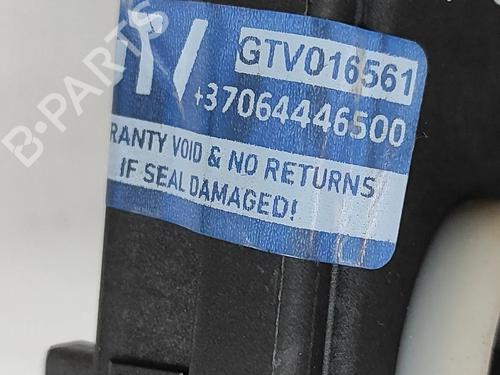 B-PARTS
GTV016561
+37064446500
RANTY VOID & NO RETURNS
IF SEAL DAMAGED!